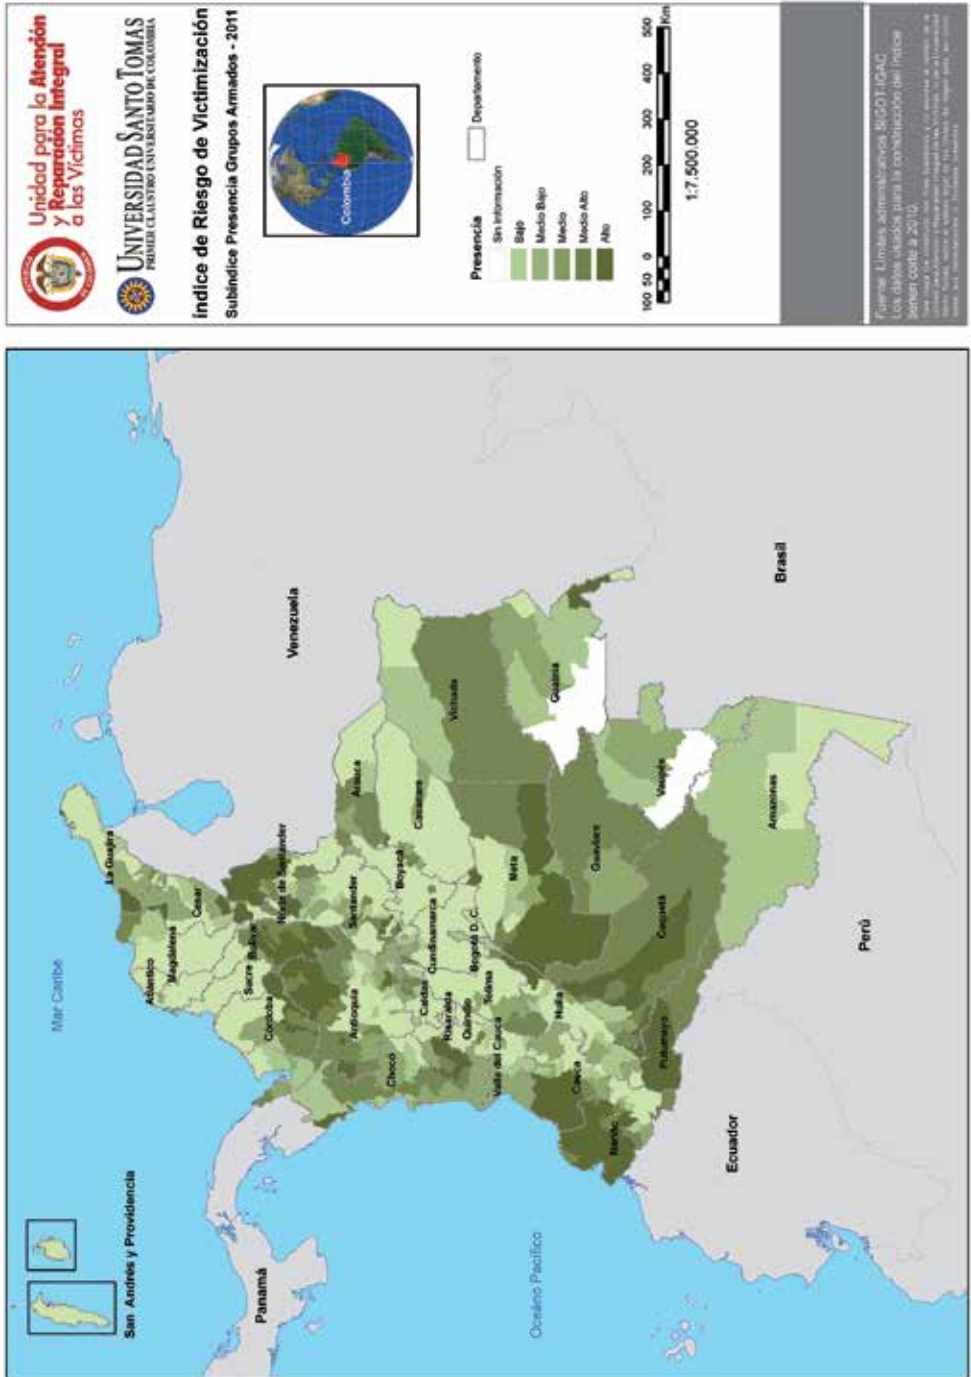 Unidad para la Atención
y Reparación Integral
a las Víctimas
UNIVERSIDAD SANTO TOMÁS
PRIMER CLAUSTRO UNIVERSITARIO DE COLOMBIA
Índice de Riesgo de Victimización
Subíndice Presencia Grupos Armados - 2011
Colombia
Presencia
Sin Información
Bajo
Medio Bajo
Medio
Medio Alto
Alto
Departamento
100 50 0 100 200 300 400 500
Km
1:7.500.000
Fuente: Límites administrativos SIGOT-IGAC
Los datos usados para la construcción del índice
tienen corte a 2010.
San Andrés y Providencia
Mar Caribe
Panamá
Océano Pacífico
Venezuela
Brasil
Perú
Ecuador
La Guajira
Atlántico
Magdalena
Cesar
Sucre
Bolívar
Córdoba
Norte de Santander
Antioquia
Santander
Arauca
Chocó
Caldas
Risaralda
Quindío
Cundinamarca
Boyacá
Casanare
Vichada
Bogotá D.C.
Tolima
Valle del Cauca
Meta
Huila
Cauca
Guainía
Guaviare
Vaupés
Nariño
Putumayo
Caquetá
Amazonas